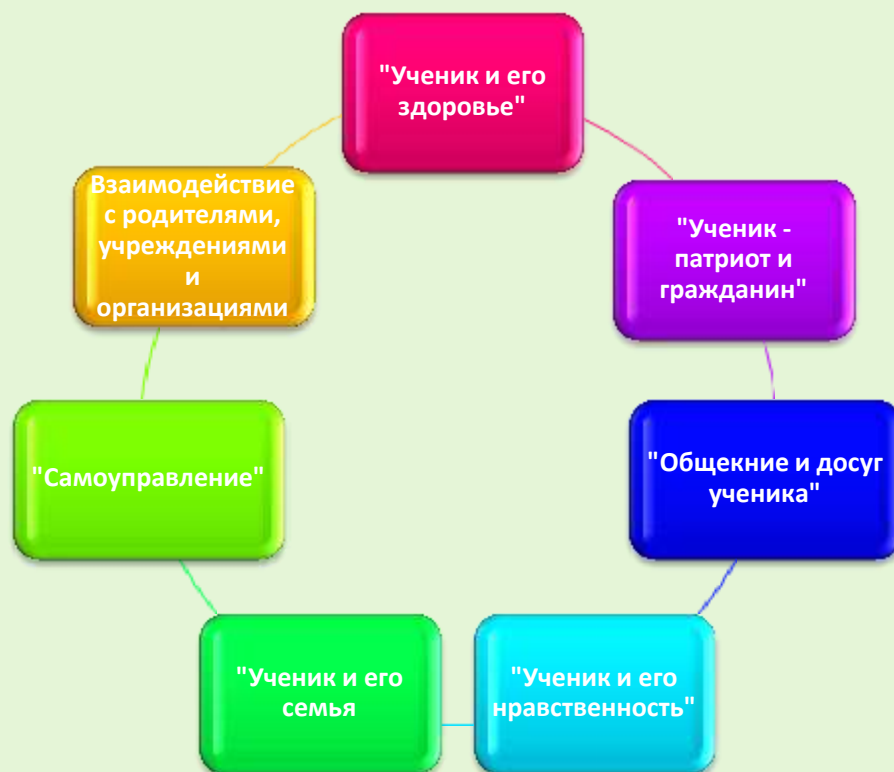 "Ученик и его
здоровье"
"Ученик -
патриот и
гражданин"
"Общекние и досуг
ученика"
"Ученик и его
нравственность"
"Ученик и его
семья
"Самоуправление"
Взаимодействие
с родителями,
учреждениями
и
организациями